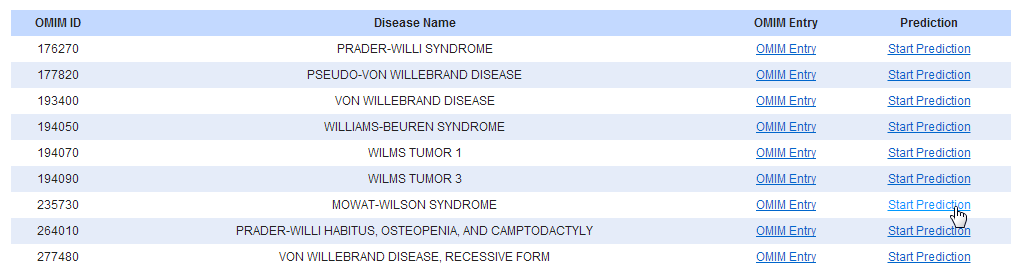 OMIM ID Disease Name OMIM Entry Prediction
176270 PRADER-WILLI SYNDROME OMIM Entry Start Prediction
177820 PSEUDO-VON WILLEBRAND DISEASE OMIM Entry Start Prediction
193400 VON WILLEBRAND DISEASE OMIM Entry Start Prediction
194050 WILLIAMS-BEUREN SYNDROME OMIM Entry Start Prediction
194070 WILMS TUMOR 1 OMIM Entry Start Prediction
194090 WILMS TUMOR 3 OMIM Entry Start Prediction
235730 MOWAT-WILSON SYNDROME OMIM Entry Start Prediction
264010 PRADER-WILLI HABITUS, OSTEOPENIA, AND CAMPTODACTYLY OMIM Entry Start Prediction
277480 VON WILLEBRAND DISEASE, RECESSIVE FORM OMIM Entry Start Prediction